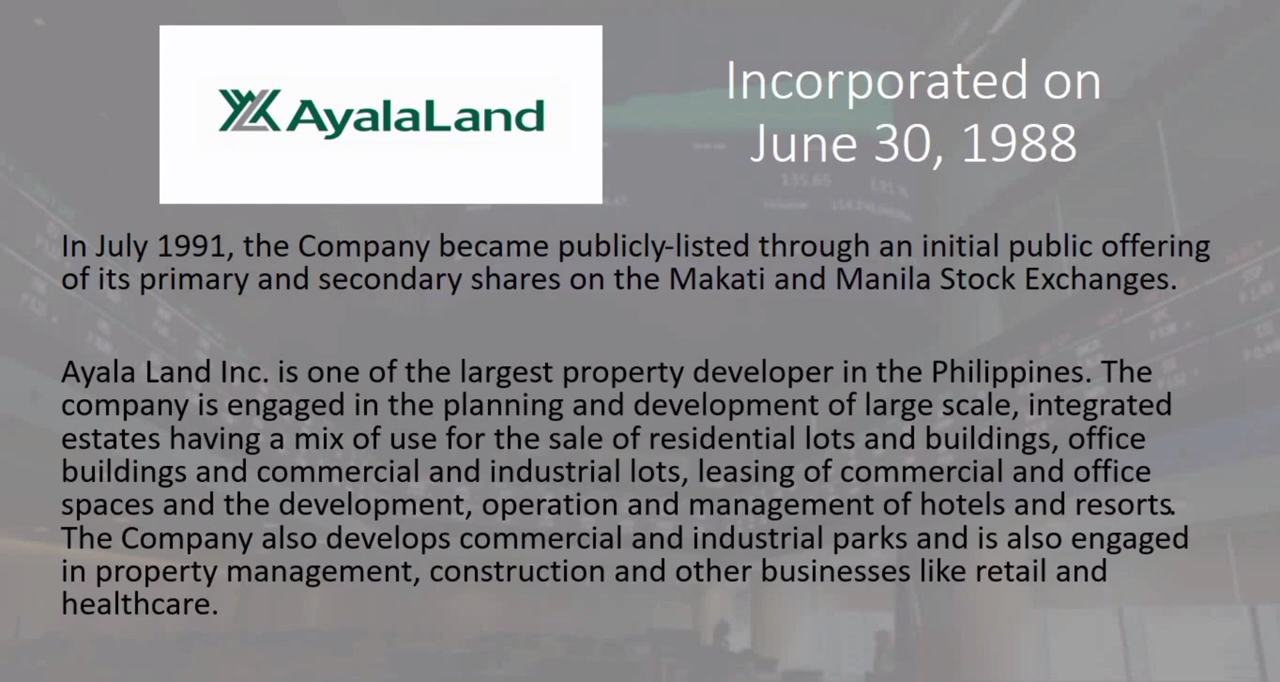 AyalaLand
Incorporated on
June 30, 1988
In July 1991, the Company became publicly-listed through an initial public offering
of its primary and secondary shares on the Makati and Manila Stock Exchanges.
Ayala Land Inc. is one of the largest property developer in the Philippines. The
company is engaged in the planning and development of large scale, integrated
estates having a mix of use for the sale of residential lots and buildings, office
buildings and commercial and industrial lots, leasing of commercial and office
spaces and the development, operation and management of hotels and resorts.
The Company also develops commercial and industrial parks and is also engaged
in property management, construction and other businesses like retail and
healthcare.